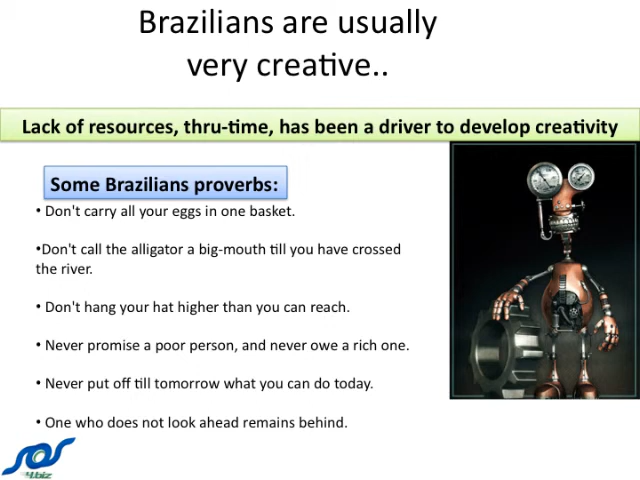 Brazilians are usually
very creative..
Lack of resources, thru-time, has been a driver to develop creativity
Some Brazilians proverbs:
• Don't carry all your eggs in one basket.
•Don't call the alligator a big-mouth till you have crossed
the river.
• Don't hang your hat higher than you can reach.
• Never promise a poor person, and never owe a rich one.
• Never put off till tomorrow what you can do today.
• One who does not look ahead remains behind.
sos
4.biz